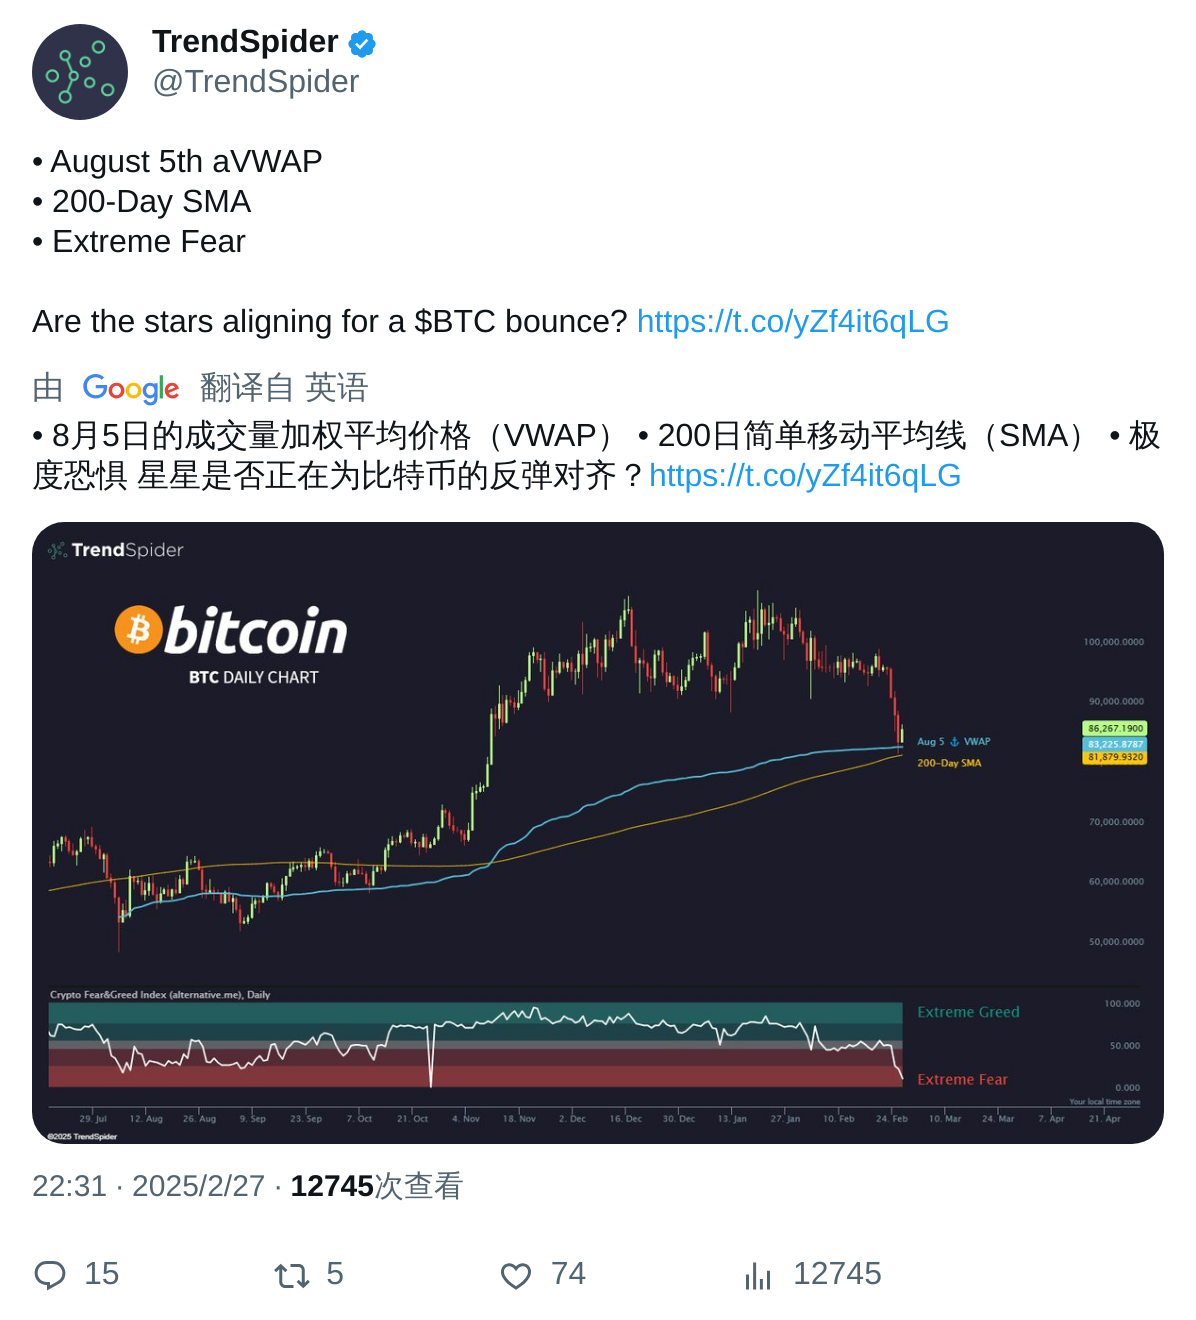 TrendSpider
@TrendSpider
• August 5th aVWAP
• 200-Day SMA
• Extreme Fear
Are the stars aligning for a $BTC bounce? https://t.co/yZf4it6qLG
由 Google 翻译自 英语
• 8月5日的成交量加权平均价格（VWAP） • 200日简单移动平均线（SMA） • 极
度恐惧 星星是否正在为比特币的反弹对齐？https://t.co/yZf4it6qLG
TrendSpider
bitcoin
BTC DAILY CHART
100,000.0000
90,000.0000
86,267.1900
83,225.8787
81,879.9320
Aug 5 ⚓ VWAP
200-Day SMA
70,000.0000
60,000.0000
50,000.0000
Crypto Fear&Greed Index (alternative.me), Daily
100.000
Extreme Greed
50.000
Extreme Fear
0.000
Your local time zone
29. Jul 12. Aug 26. Aug 9. Sep 23. Sep 7. Oct 21. Oct 4. Nov 18. Nov 2. Dec 16. Dec 30. Dec 13. Jan 27. Jan 10. Feb 24. Feb 10. Mar 24. Mar 7. Apr 21. Apr
©2025 TrendSpider
22:31 · 2025/2/27 · 12745次查看
15 5 74 12745